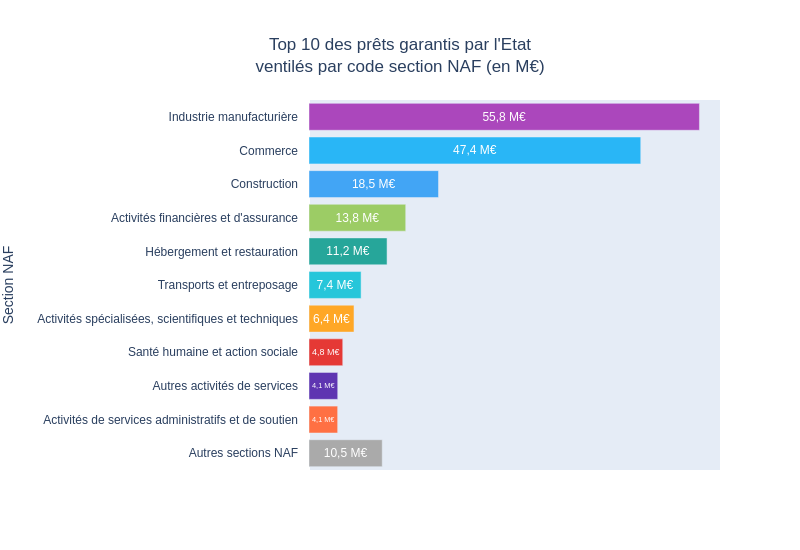 Top 10 des prêts garantis par l'Etat
ventilés par code section NAF (en M€)
Section NAF
Industrie manufacturière 55,8 M€
Commerce 47,4 M€
Construction 18,5 M€
Activités financières et d'assurance 13,8 M€
Hébergement et restauration 11,2 M€
Transports et entreposage 7,4 M€
Activités spécialisées, scientifiques et techniques 6,4 M€
Santé humaine et action sociale 4,8 M€
Autres activités de services 4,1 M€
Activités de services administratifs et de soutien 4,1 M€
Autres sections NAF 10,5 M€